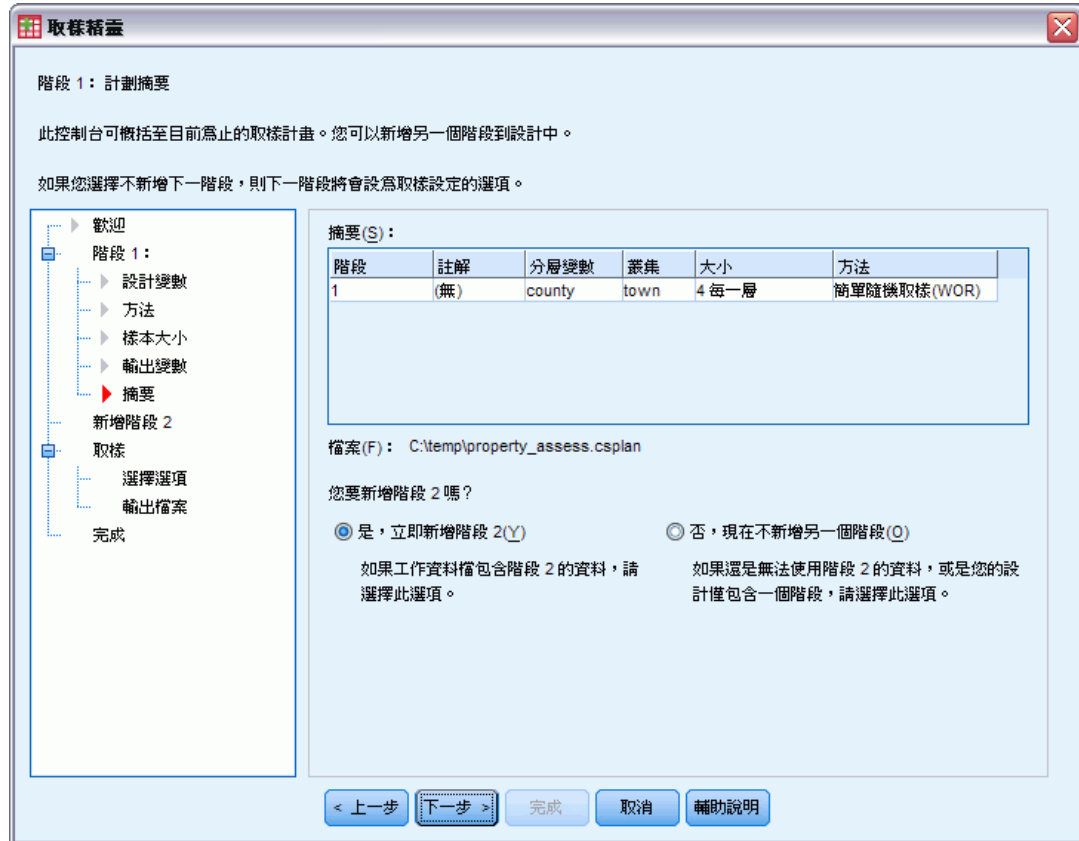 取樣精靈
階段 1：計劃摘要
此控制台可概括至目前為止的取樣計畫。您可以新增另一個階段到設計中。
如果您選擇不新增下一階段，則下一階段將會設為取樣設定的選項。
歡迎
階段 1：
設計變數
方法
樣本大小
輸出變數
摘要
新增階段 2
取樣
選擇選項
輸出檔案
完成
摘要(S)：
階段 註解 分層變數 叢集 大小 方法
1 (無) county town 4 每一層 簡單隨機取樣(WOR)
檔案(F)： C:\temp\property_assess.csplan
您要新增階段 2 嗎？
是，立即新增階段 2(Y)
如果工作資料檔包含階段 2 的資料，請
選擇此選項。
否，現在不新增另一個階段(O)
如果還是無法使用階段 2 的資料，或是您的設
計僅包含一個階段，請選擇此選項。
< 上一步 下一步 > 完成 取消 輔助說明